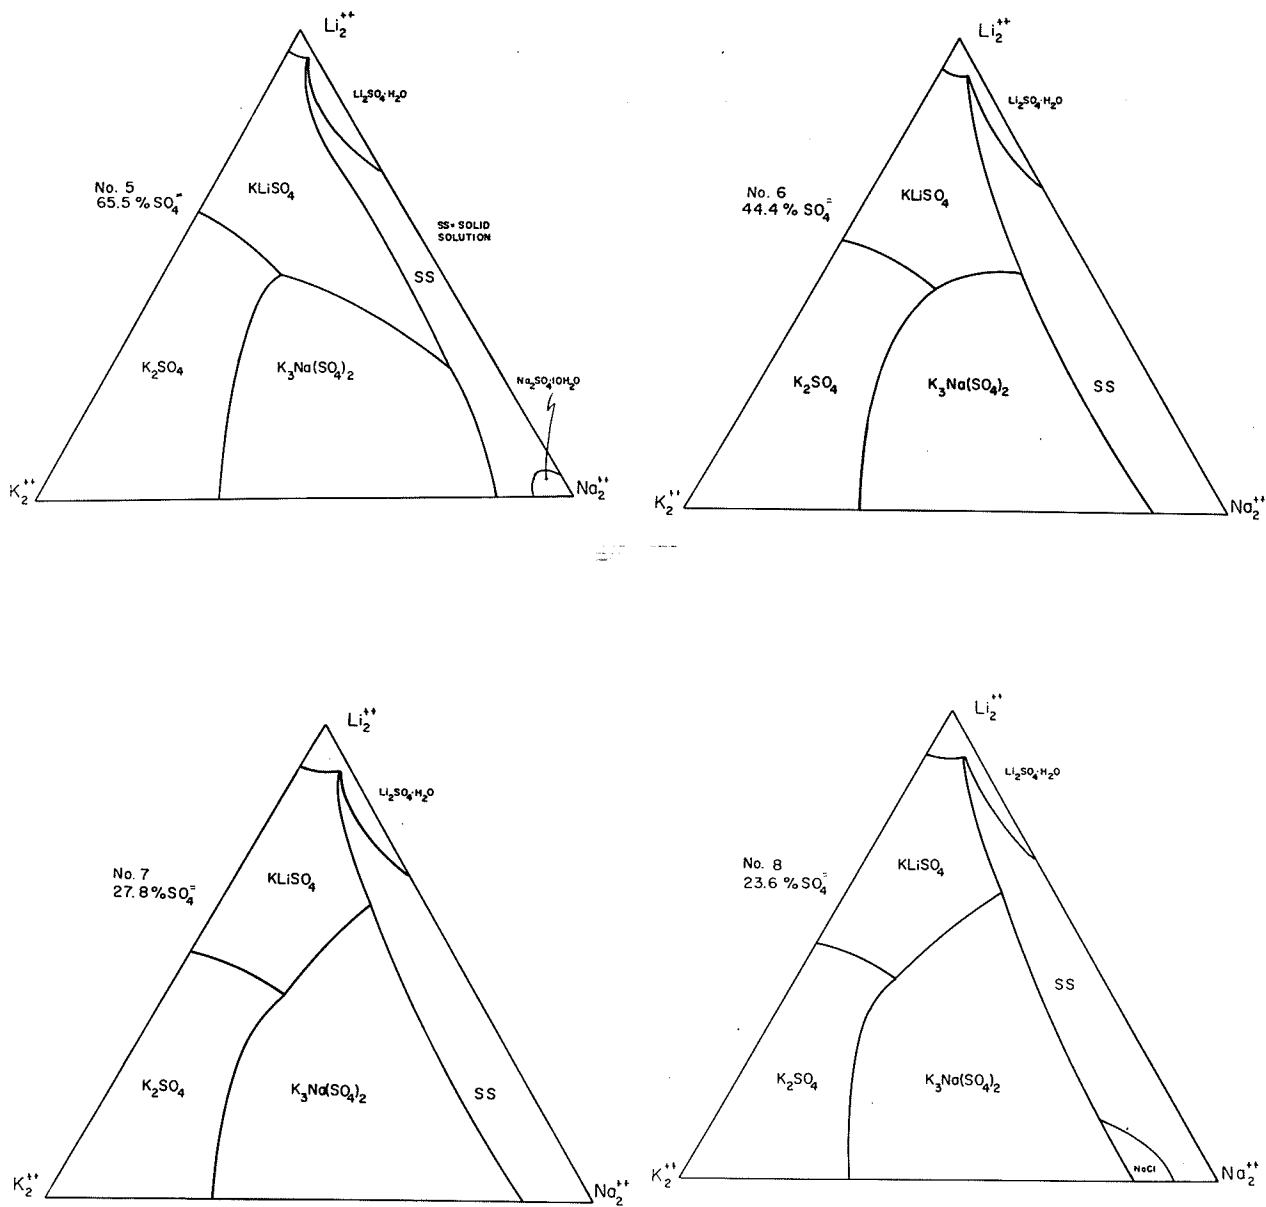 Li₂⁺⁺
Li₂SO₄·H₂O
No. 5
65.5 % SO₄⁼
KLiSO₄
SS = SOLID
SOLUTION
SS
K₂SO₄
K₃Na(SO₄)₂
Na₂SO₄·10H₂O
K₂⁺⁺
Na₂⁺⁺
Li₂⁺⁺
Li₂SO₄·H₂O
No. 6
44.4 % SO₄⁼
KLiSO₄
K₂SO₄
K₃Na(SO₄)₂
SS
K₂⁺⁺
Na₂⁺⁺
Li₂⁺⁺
Li₂SO₄·H₂O
No. 7
27.8 % SO₄⁼
KLiSO₄
K₂SO₄
K₃Na(SO₄)₂
SS
K₂⁺⁺
Na₂⁺⁺
Li₂⁺⁺
Li₂SO₄·H₂O
No. 8
23.6 % SO₄⁼
KLiSO₄
SS
K₂SO₄
K₃Na(SO₄)₂
NaCl
K₂⁺⁺
Na₂⁺⁺